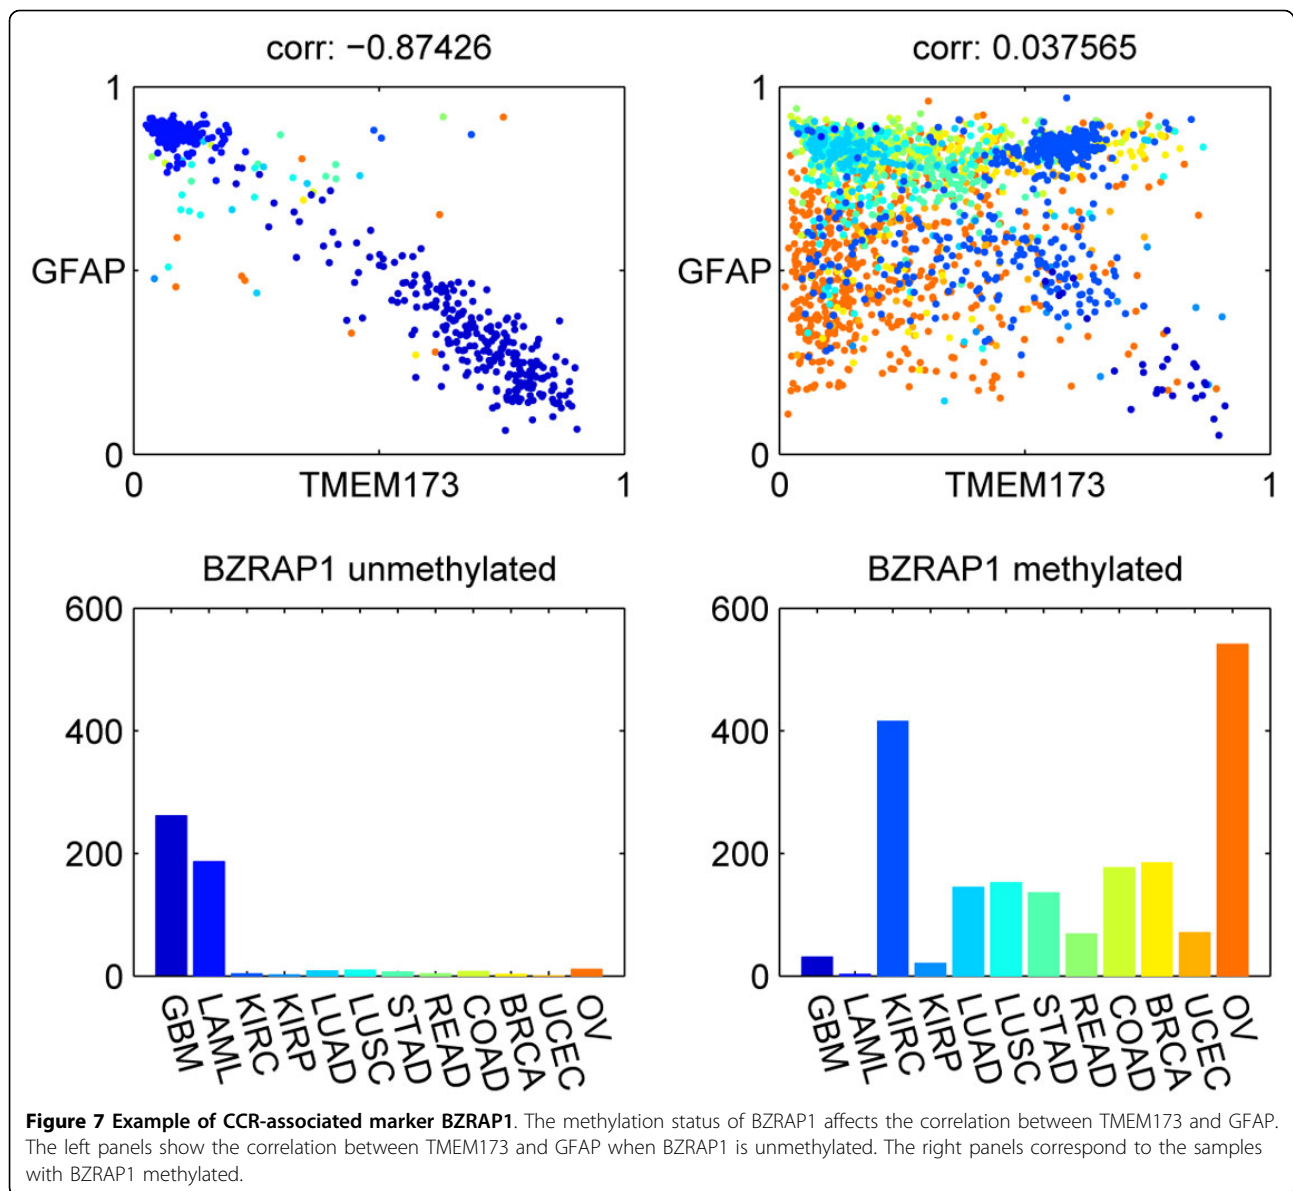 corr: −0.87426
1
GFAP
0
0
TMEM173
1
corr: 0.037565
1
GFAP
0
0
TMEM173
1
BZRAP1 unmethylated
600
400
200
0
GBM
LAML
KIRC
KIRP
LUAD
LUSC
STAD
READ
COAD
BRCA
UCEC
OV
BZRAP1 methylated
600
400
200
0
GBM
LAML
KIRC
KIRP
LUAD
LUSC
STAD
READ
COAD
BRCA
UCEC
OV
Figure 7 Example of CCR-associated marker BZRAP1. The methylation status of BZRAP1 affects the correlation between TMEM173 and GFAP.
The left panels show the correlation between TMEM173 and GFAP when BZRAP1 is unmethylated. The right panels correspond to the samples
with BZRAP1 methylated.